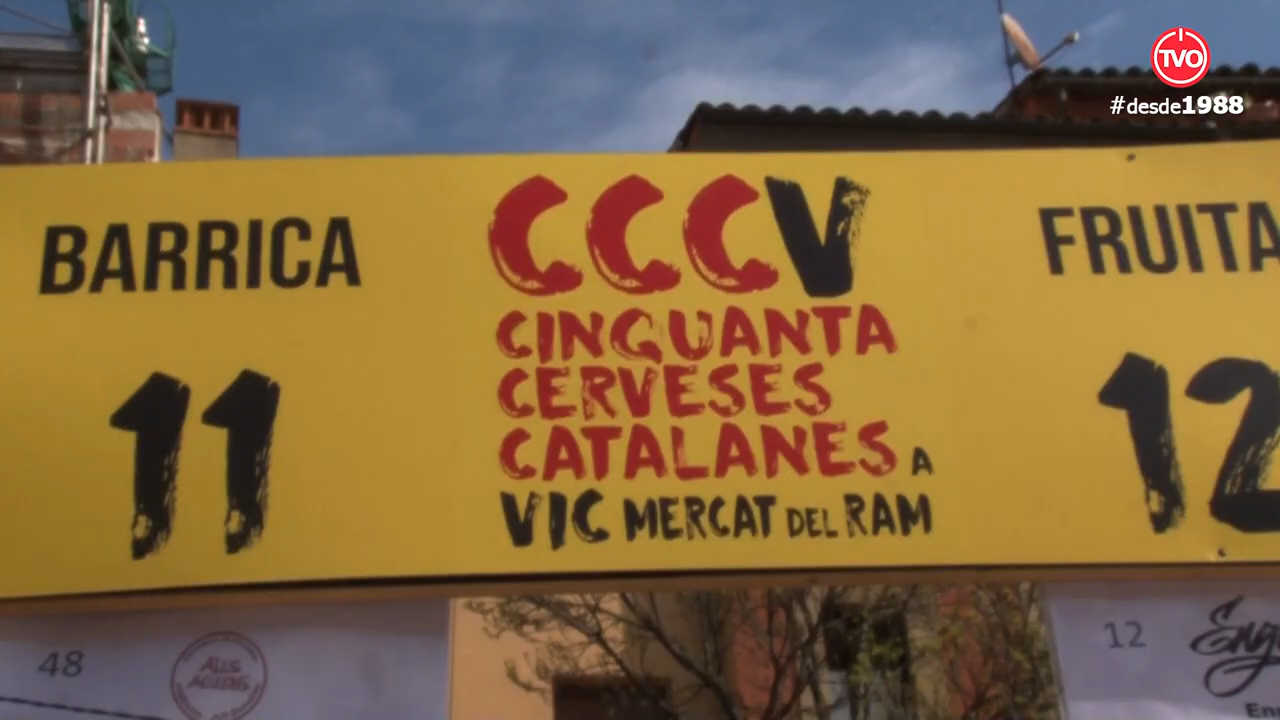 TVO
#desde1988
BARRICA
11
CCCV
CINQUANTA
CERVESES
CATALANES A
VIC MERCAT DEL RAM
FRUITA
12
48
12